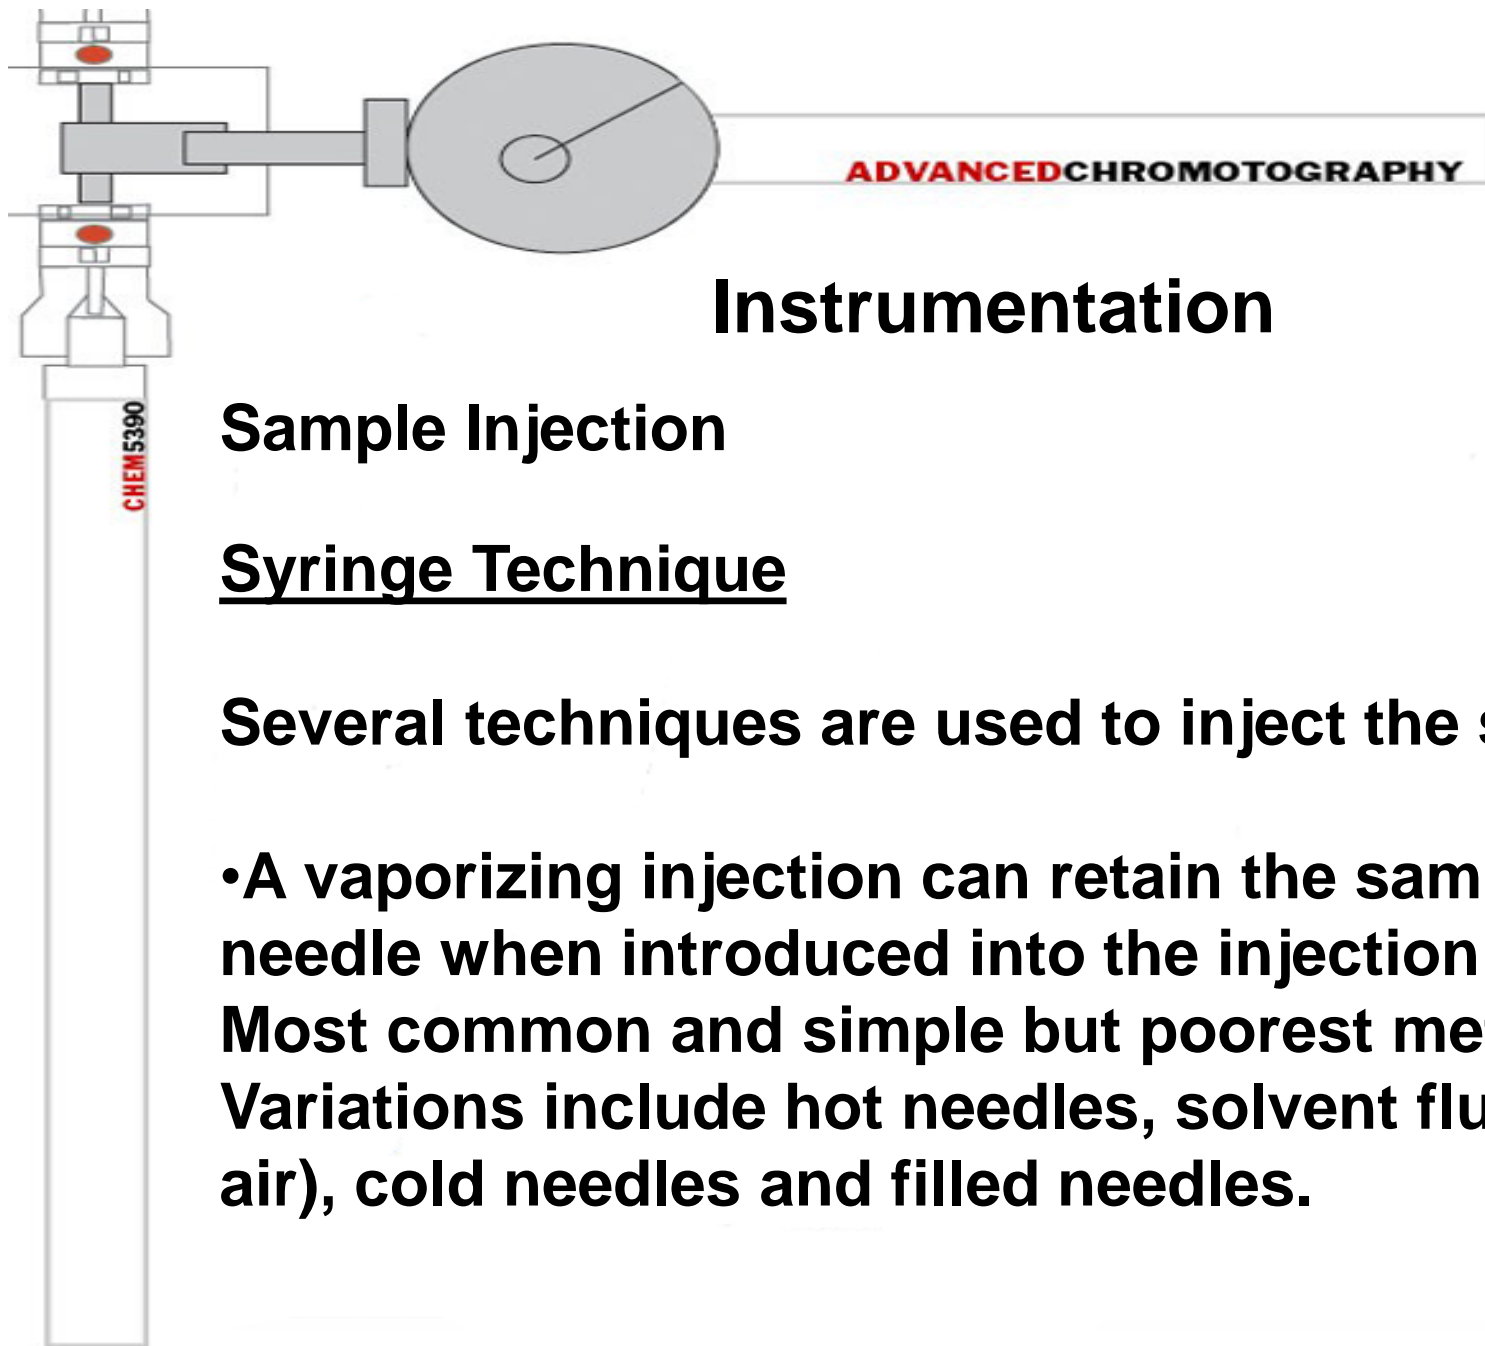 ADVANCEDCHROMOTOGRAPHY
Instrumentation
CHEM5390
Sample Injection
Syringe Technique
Several techniques are used to inject the
•A vaporizing injection can retain the
needle when introduced into the injection
Most common and simple but poorest
Variations include hot needles, solvent
air), cold needles and filled needles.